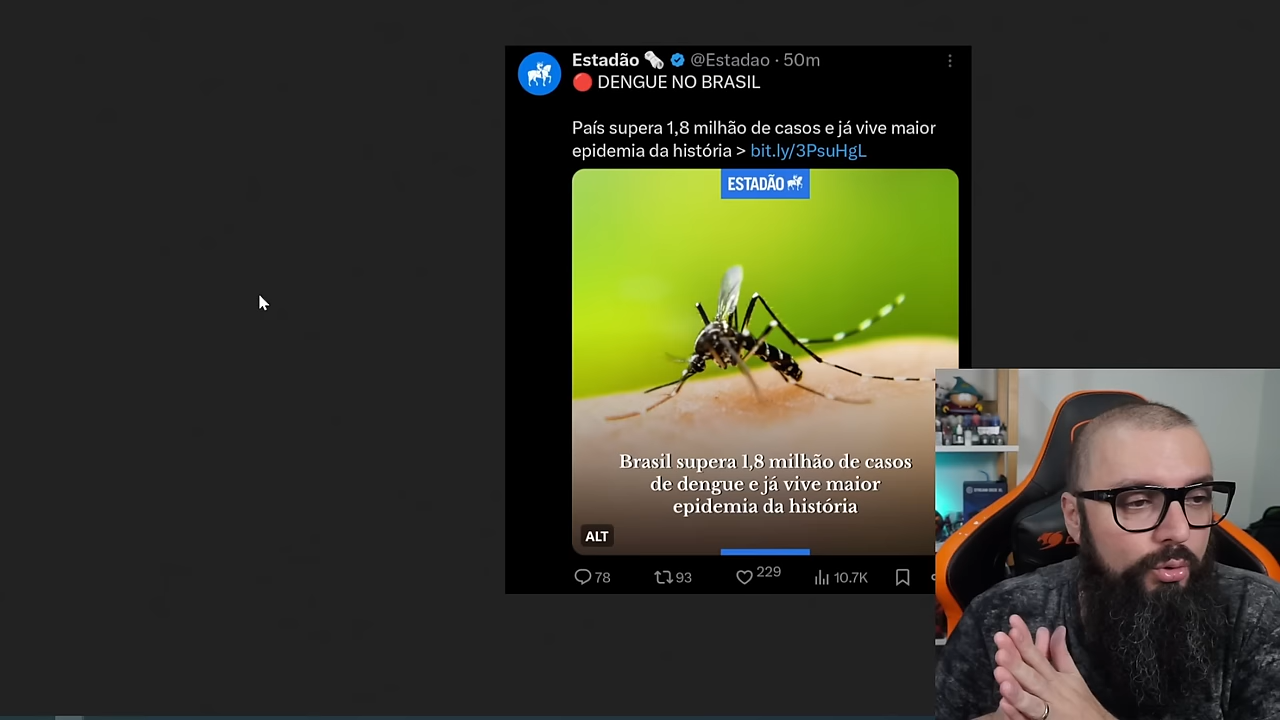 Estadão @Estadao · 50m
🔴 DENGUE NO BRASIL
País supera 1,8 milhão de casos e já vive maior
epidemia da história > bit.ly/3PsuHgL
ESTADÃO
Brasil supera 1,8 milhão de casos
de dengue e já vive maior
epidemia da história
ALT
78 93 229 10.7K